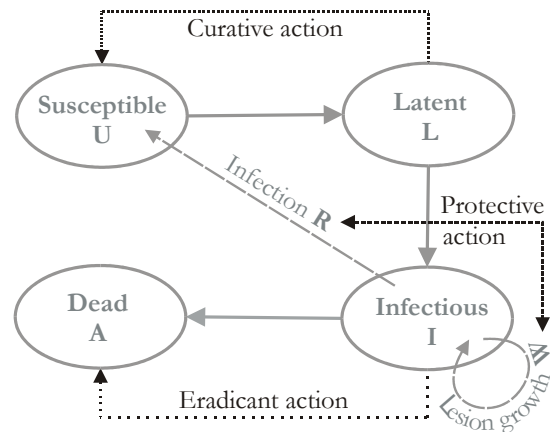 Curative action
Susceptible
U
Latent
L
Infection R
Protective
action
Dead
A
Infectious
I
Lesion growth
Eradicant action